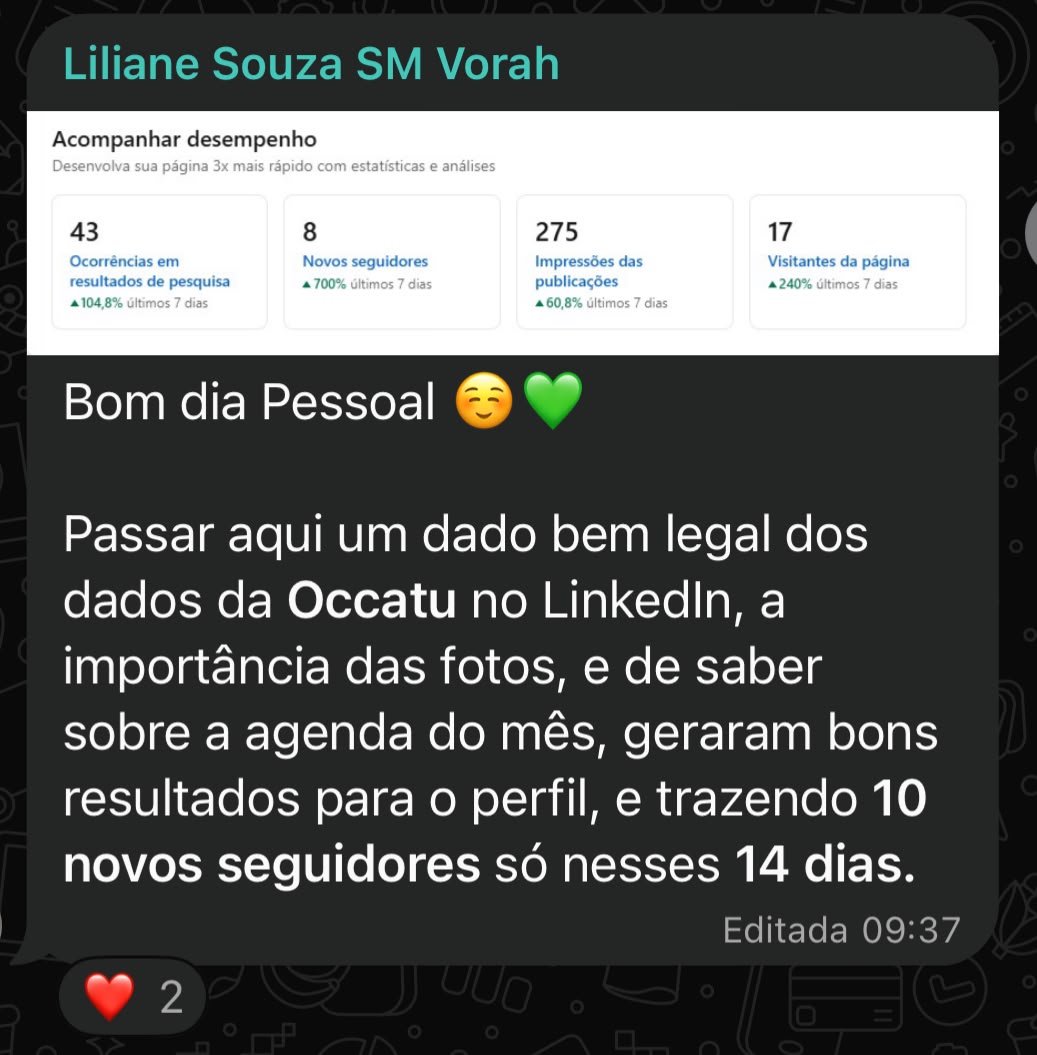 Liliane Souza SM Vorah
Acompanhar desempenho
Desenvolva sua página 3x mais rápido com estatísticas e análises
43
Ocorrências em
resultados de pesquisa
▲104,8% últimos 7 dias
8
Novos seguidores
▲700% últimos 7 dias
275
Impressões das
publicações
▲60,8% últimos 7 dias
17
Visitantes da página
▲240% últimos 7 dias
Bom dia Pessoal ☺️💚
Passar aqui um dado bem legal dos
dados da Occatu no LinkedIn, a
importância das fotos, e de saber
sobre a agenda do mês, geraram bons
resultados para o perfil, e trazendo 10
novos seguidores só nesses 14 dias.
Editada 09:37
❤️ 2